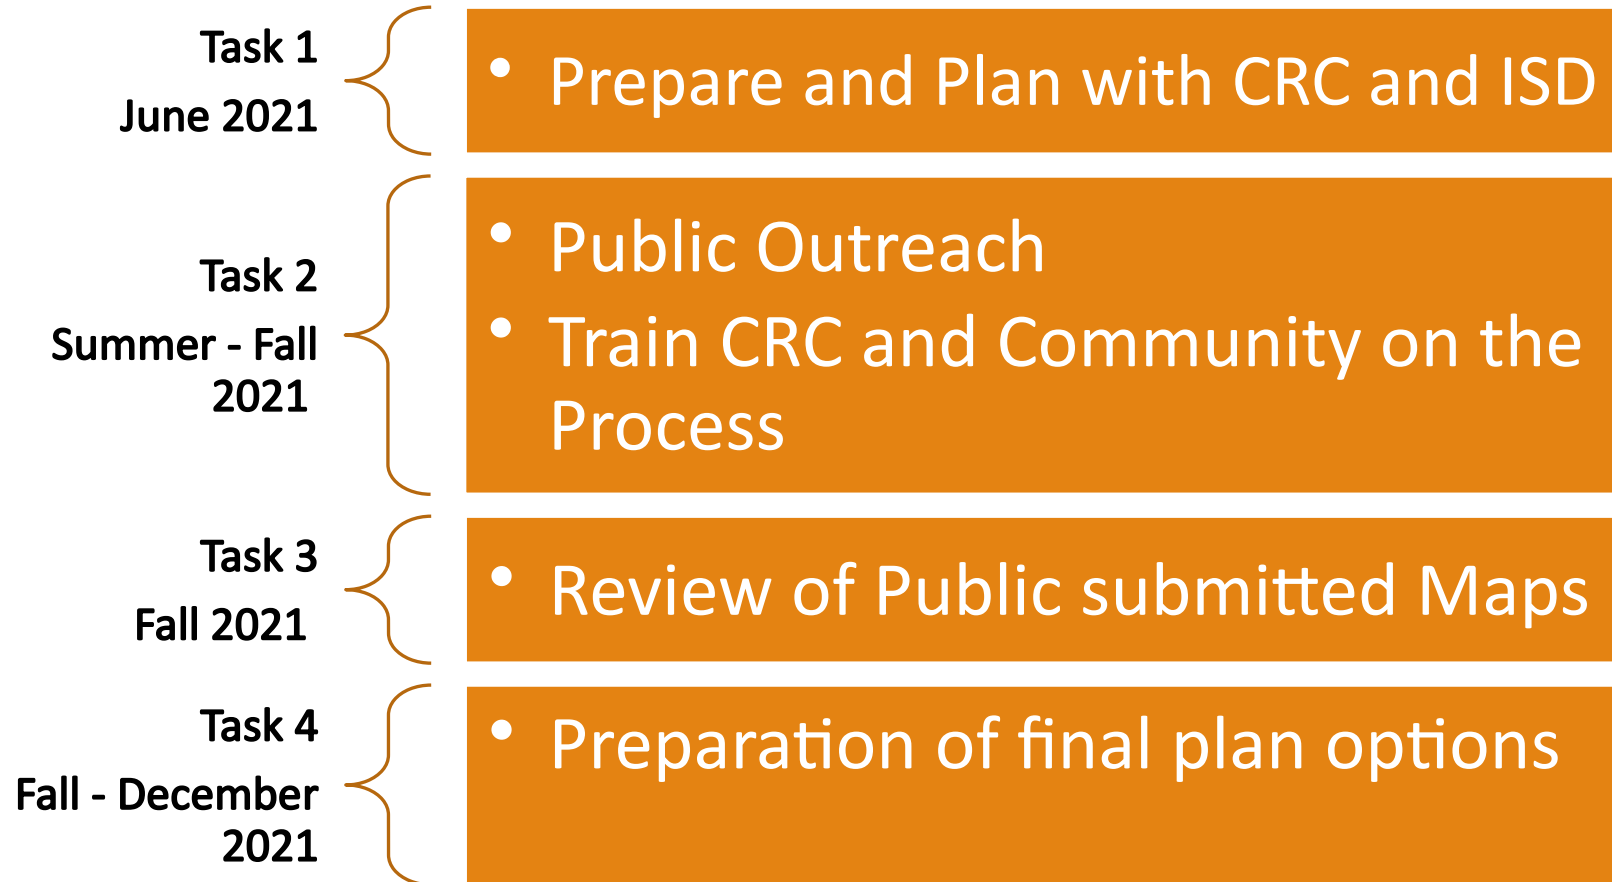 Task 1
June 2021
• Prepare and Plan with CRC and ISD
Task 2
Summer - Fall
2021
• Public Outreach
• Train CRC and Community on the
Process
Task 3
Fall 2021
• Review of Public submitted Maps
Task 4
Fall - December
2021
• Preparation of final plan options